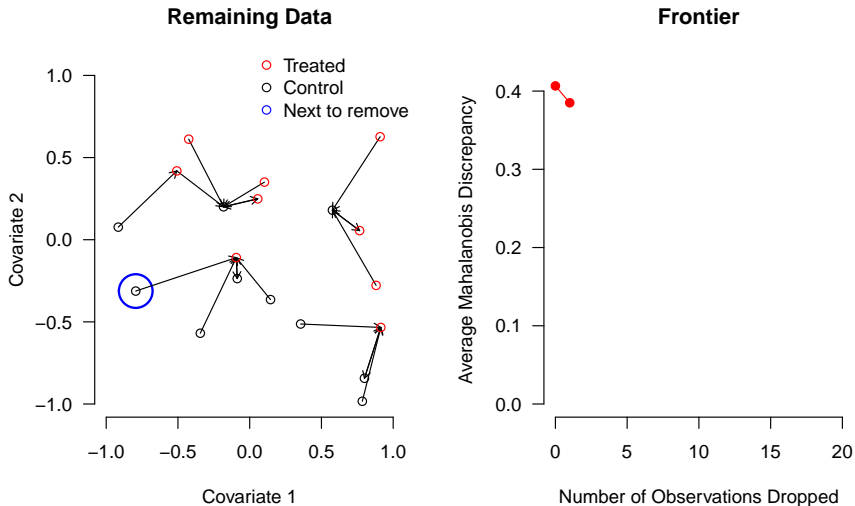 Remaining Data
Treated
Control
Next to remove
1.0
0.5
0.0
−0.5
−1.0
Covariate 2
−1.0 −0.5 0.0 0.5 1.0
Covariate 1
Frontier
0.4
0.3
0.2
0.1
0.0
Average Mahalanobis Discrepancy
0 5 10 15 20
Number of Observations Dropped